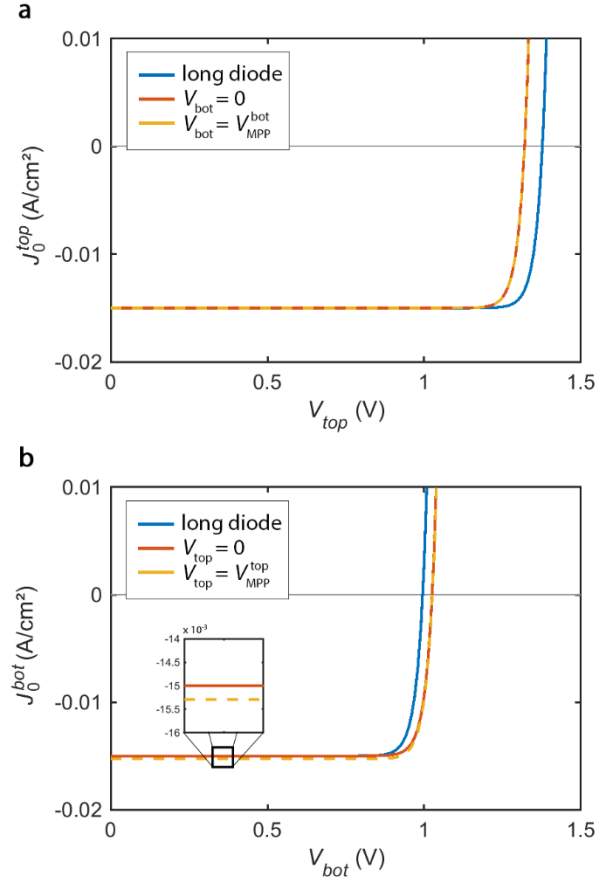 a
0.01
0
-0.01
-0.02
J₀^top (A/cm²)
long diode
V_bot = 0
V_bot = V_MPP^bot
0 0.5 1 1.5
V_top (V)
b
0.01
0
-0.01
-0.02
J₀^bot (A/cm²)
long diode
V_top = 0
V_top = V_MPP^top
x 10⁻³
-14
-14.5
-15
-15.5
-16
0 0.5 1 1.5
V_bot (V)